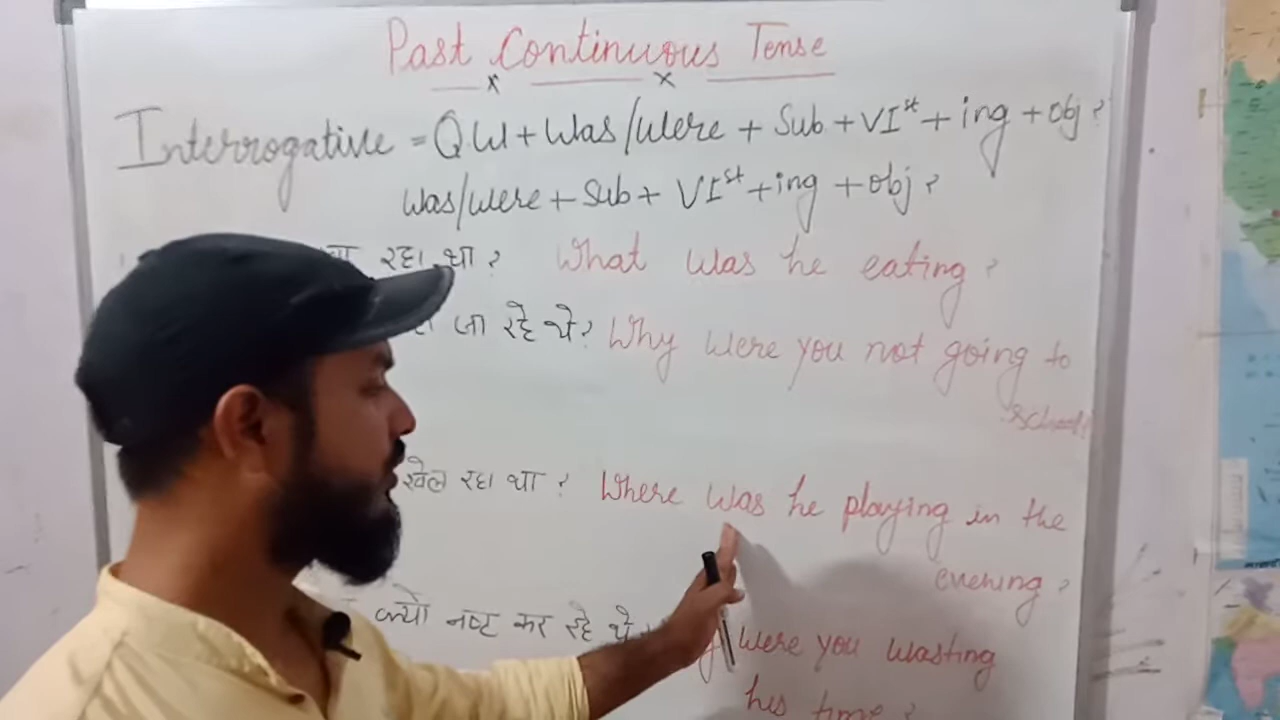 Past Continuous Tense
Interrogative = QW + Was/Were + Sub + VIst + ing + obj?
Was/Were + Sub + VIst + ing + obj?
रहा था? What was he eating?
जा रहे थे? Why were you not going to
school?
खेल रहा था? Where was he playing in the
evening?
क्यों नष्ट कर रहे थे were you wasting
his time?